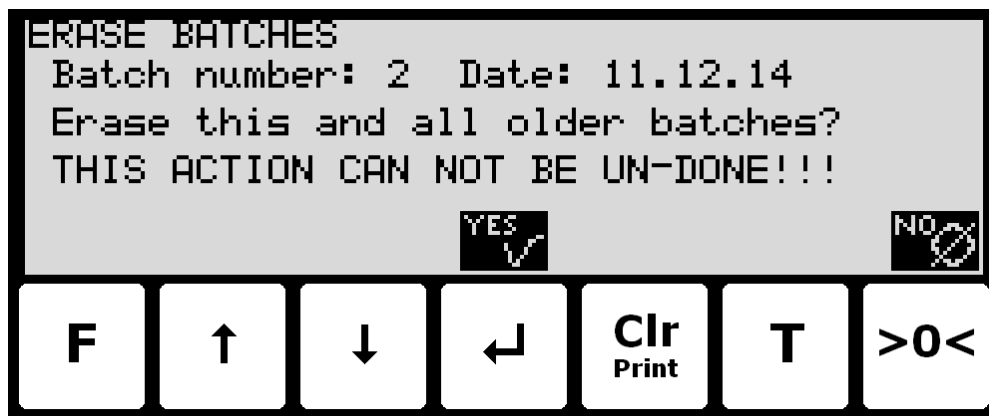 ERASE BATCHES
Batch number: 2 Date: 11.12.14
Erase this and all older batches?
THIS ACTION CAN NOT BE UN-DONE!!!
YES NO
F ↑ ↓ ↵ Clr T >0<
Print